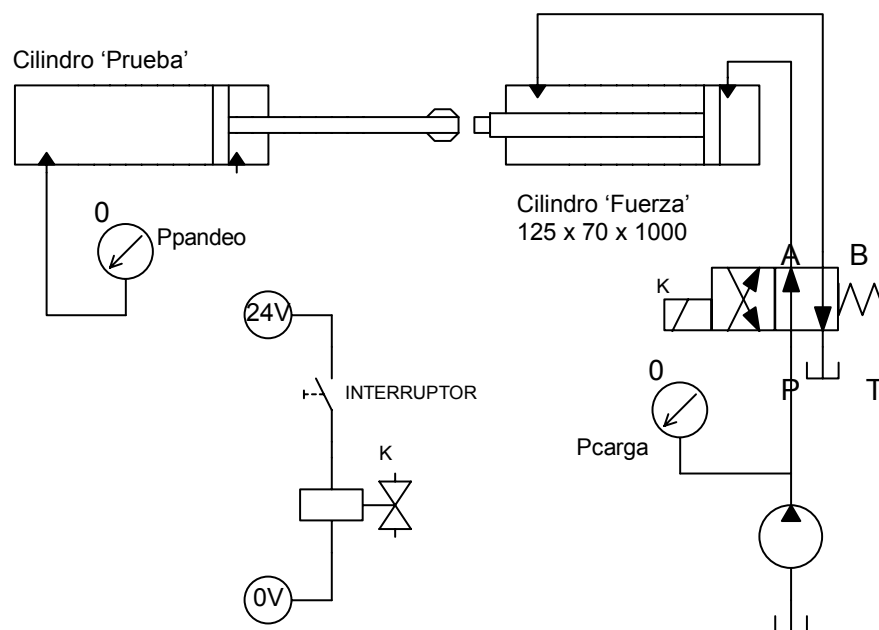 Cilindro ‘Prueba’
Cilindro ‘Fuerza’
125 x 70 x 1000
0
Ppandeo
A
B
K
24V
INTERRUPTOR
0
P
T
Pcarga
K
0V